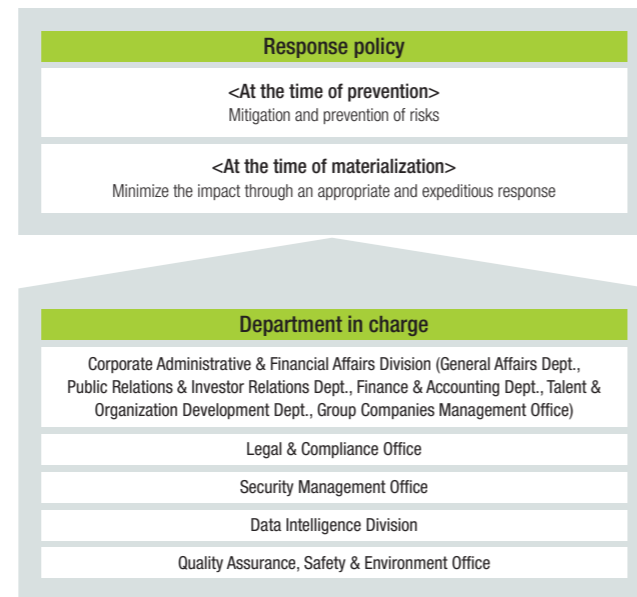 Response policy
<At the time of prevention>
Mitigation and prevention of risks
<At the time of materialization>
Minimize the impact through an appropriate and expeditious response
Department in charge
Corporate Administrative & Financial Affairs Division (General Affairs Dept.,
Public Relations & Investor Relations Dept., Finance & Accounting Dept., Talent &
Organization Development Dept., Group Companies Management Office)
Legal & Compliance Office
Security Management Office
Data Intelligence Division
Quality Assurance, Safety & Environment Office